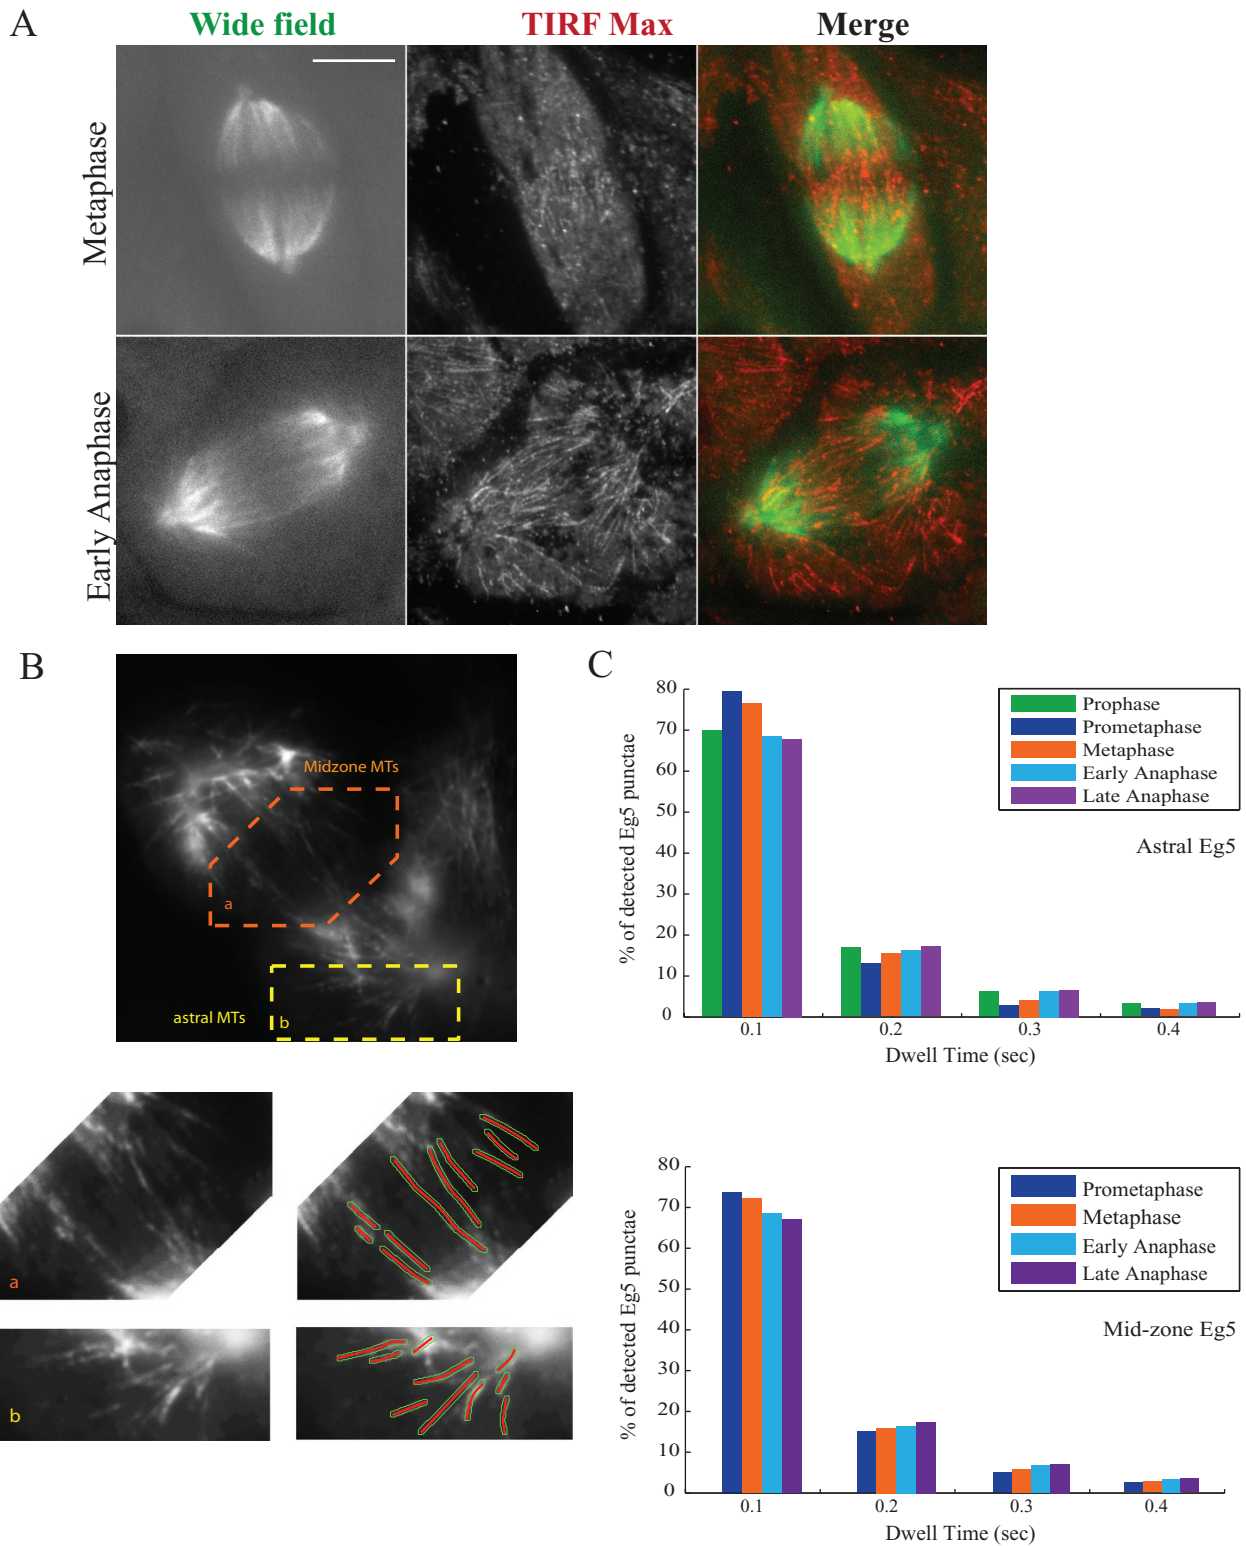 A
Wide field TIRF Max Merge
Metaphase
Early Anaphase
B
Midzone MTs
a
astral MTs
b
a
b
C
80
70
60
50
40
30
20
10
0
% of detected Eg5 punctae
0.1 0.2 0.3 0.4
Dwell Time (sec)
Prophase
Prometaphase
Metaphase
Early Anaphase
Late Anaphase
Astral Eg5
80
70
60
50
40
30
20
10
0
% of detected Eg5 punctae
0.1 0.2 0.3 0.4
Dwell Time (sec)
Prometaphase
Metaphase
Early Anaphase
Late Anaphase
Mid-zone Eg5